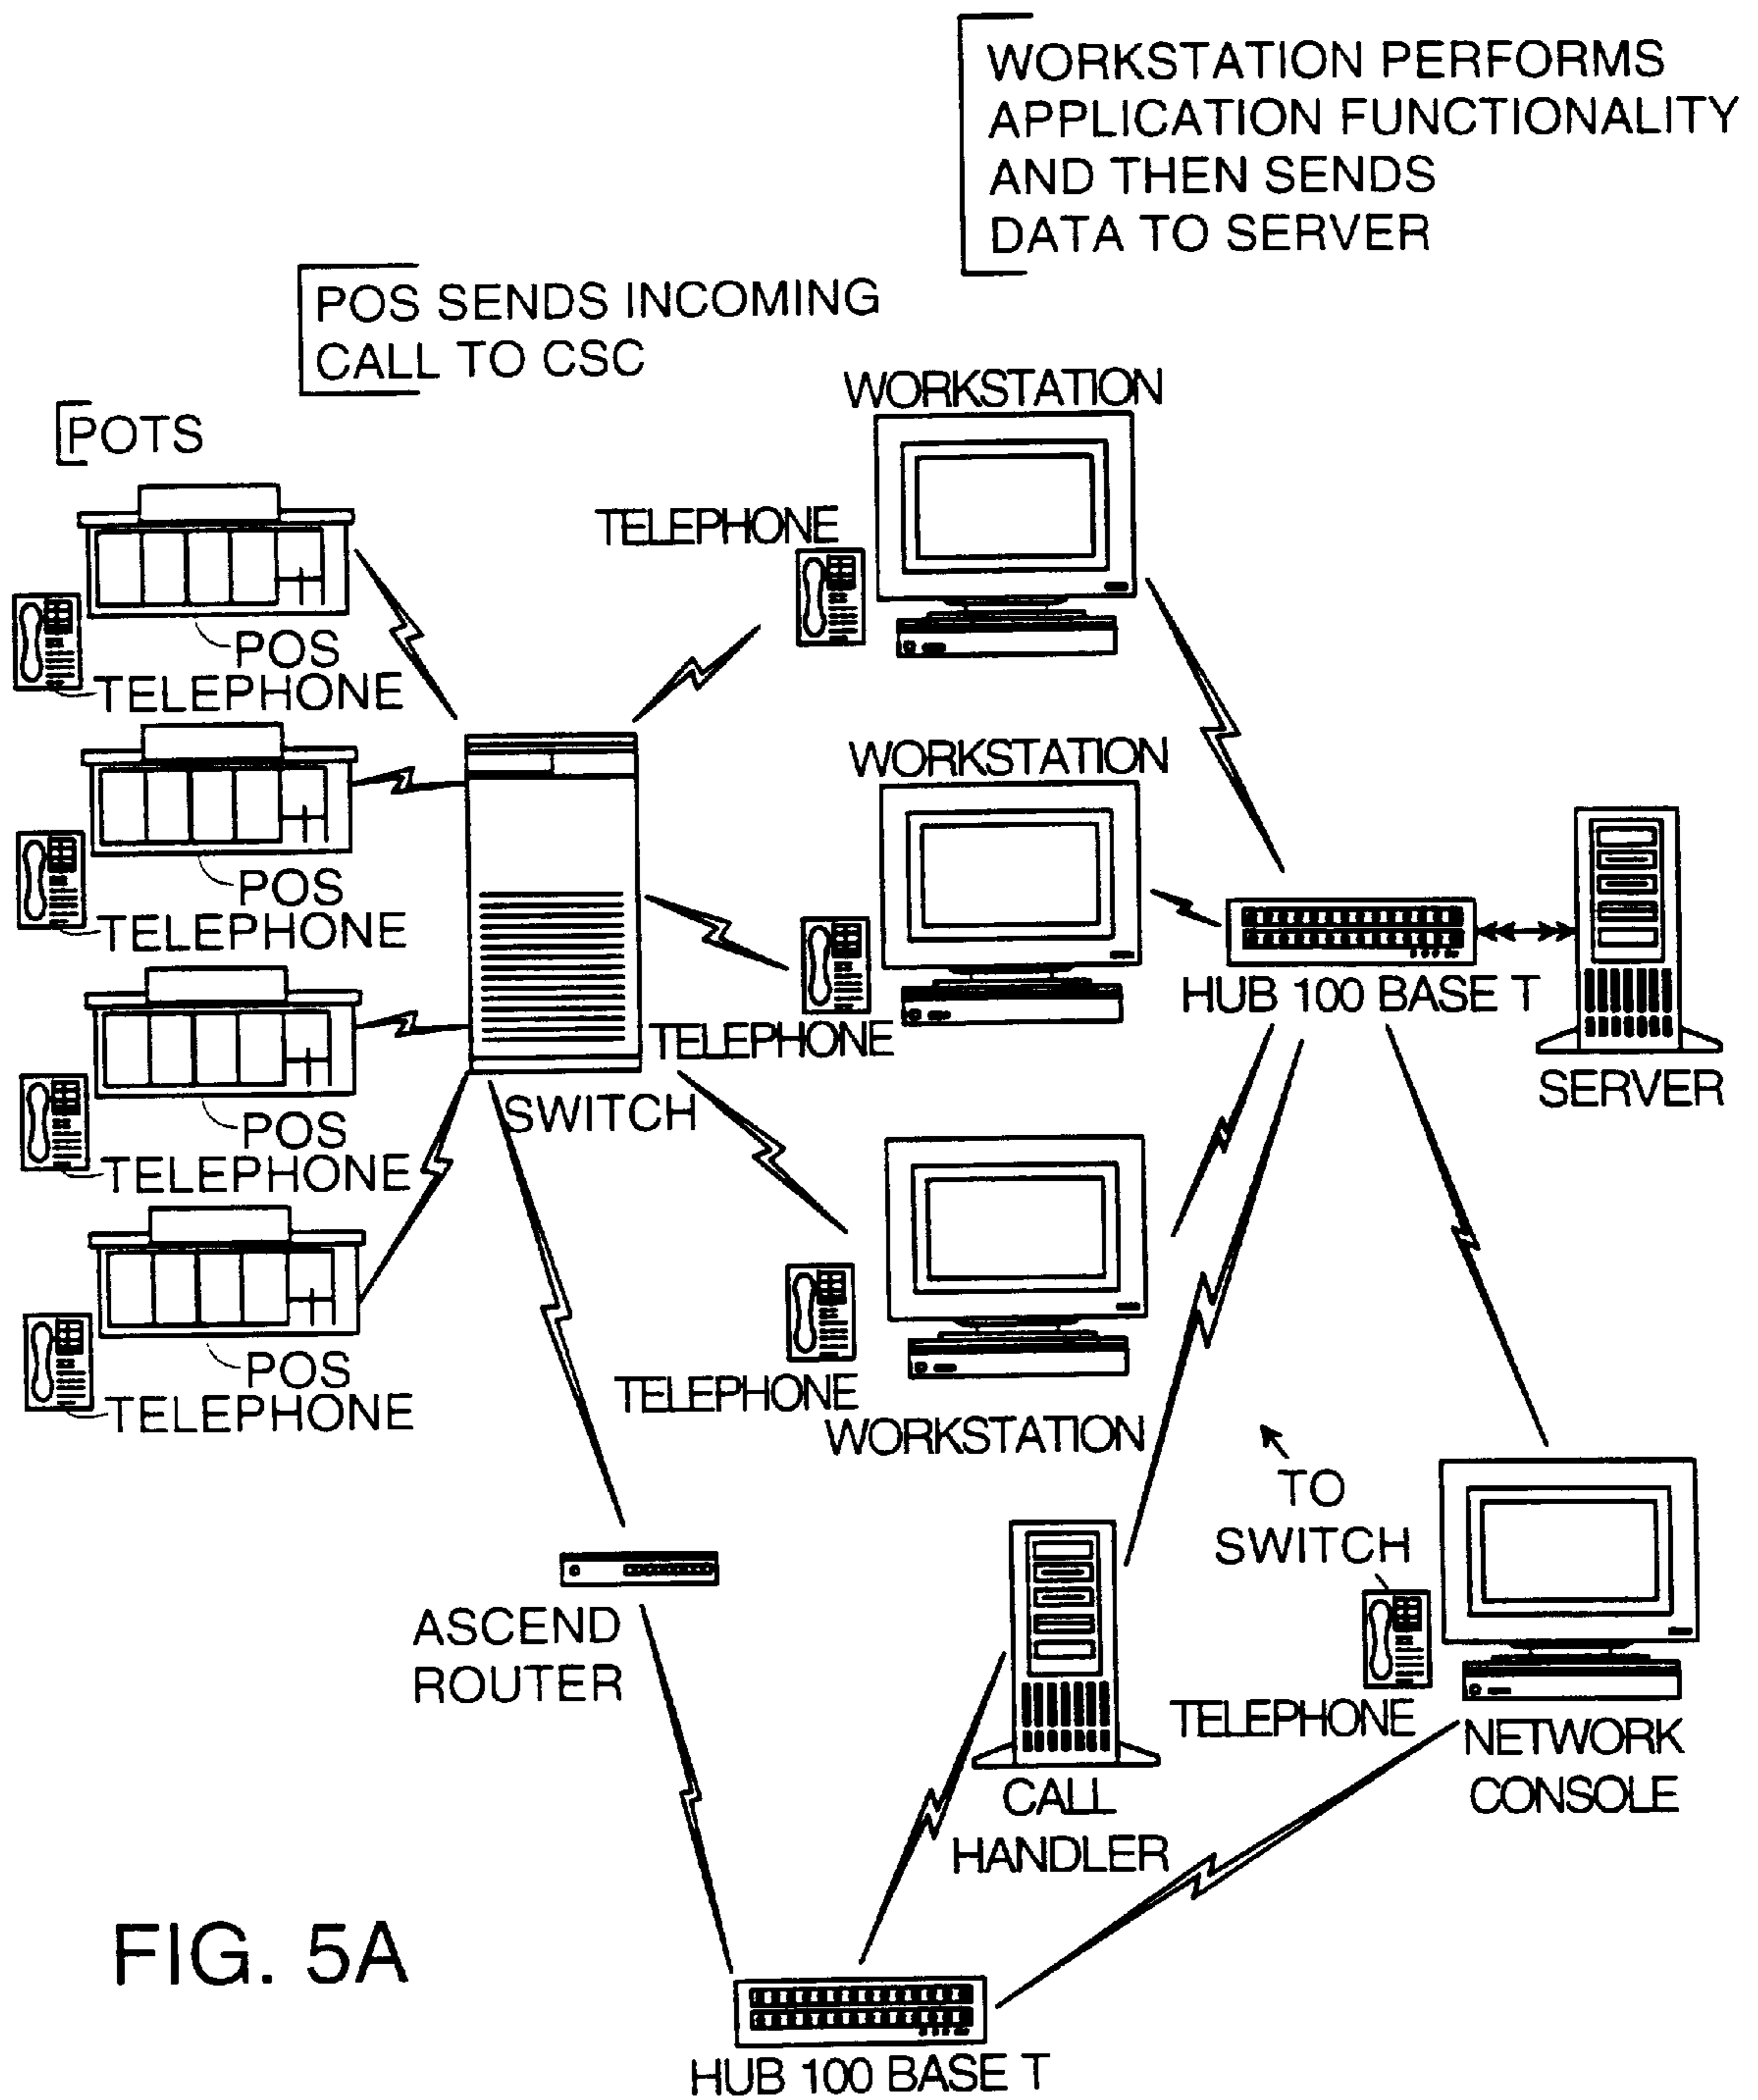 WORKSTATION PERFORMS
APPLICATION FUNCTIONALITY
AND THEN SENDS
DATA TO SERVER
POS SENDS INCOMING
CALL TO CSC
POTS
WORKSTATION
TELEPHONE
POS
TELEPHONE
WORKSTATION
POS
TELEPHONE
HUB 100 BASE T
TELEPHONE
SERVER
SWITCH
POS
TELEPHONE
POS
TELEPHONE
TELEPHONE
WORKSTATION
TO
SWITCH
ASCEND
ROUTER
TELEPHONE
NETWORK
CONSOLE
CALL
HANDLER
FIG. 5A
HUB 100 BASE T